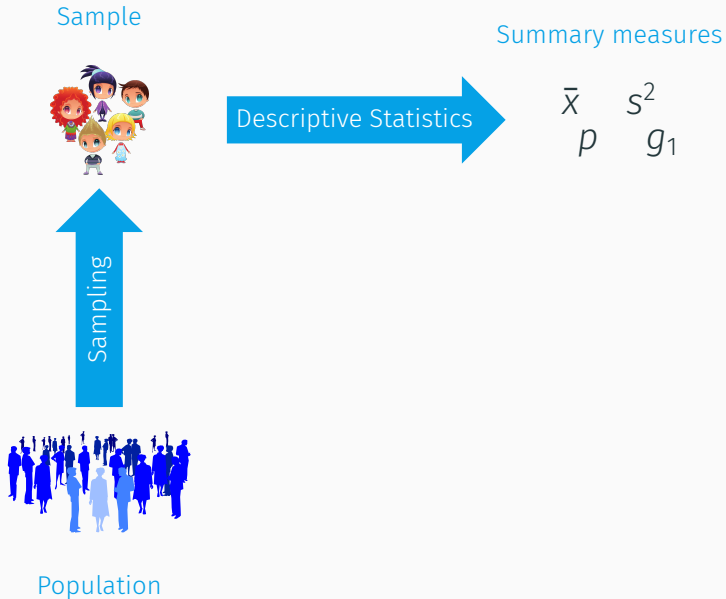 Sample
Summary measures
Descriptive Statistics
x̄ s²
p g₁
Sampling
Population